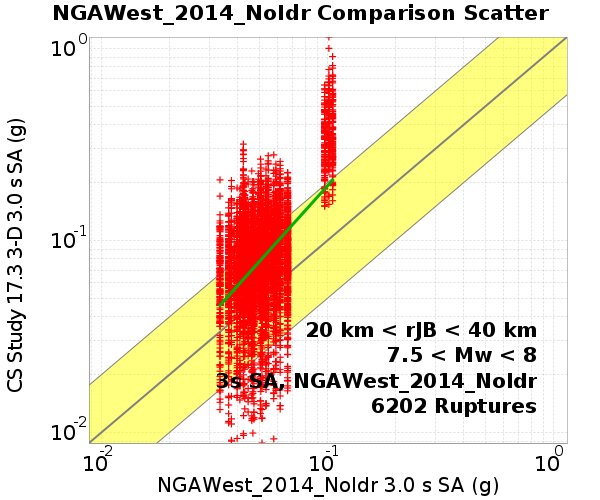 NGAWest_2014_NoIdr Comparison Scatter
CS Study 17.3 3-D 3.0 s SA (g)
10^0
10^-1
10^-2
20 km < rJB < 40 km
7.5 < Mw < 8
3s SA, NGAWest_2014_NoIdr
6202 Ruptures
10^-2 10^-1 10^0
NGAWest_2014_NoIdr 3.0 s SA (g)